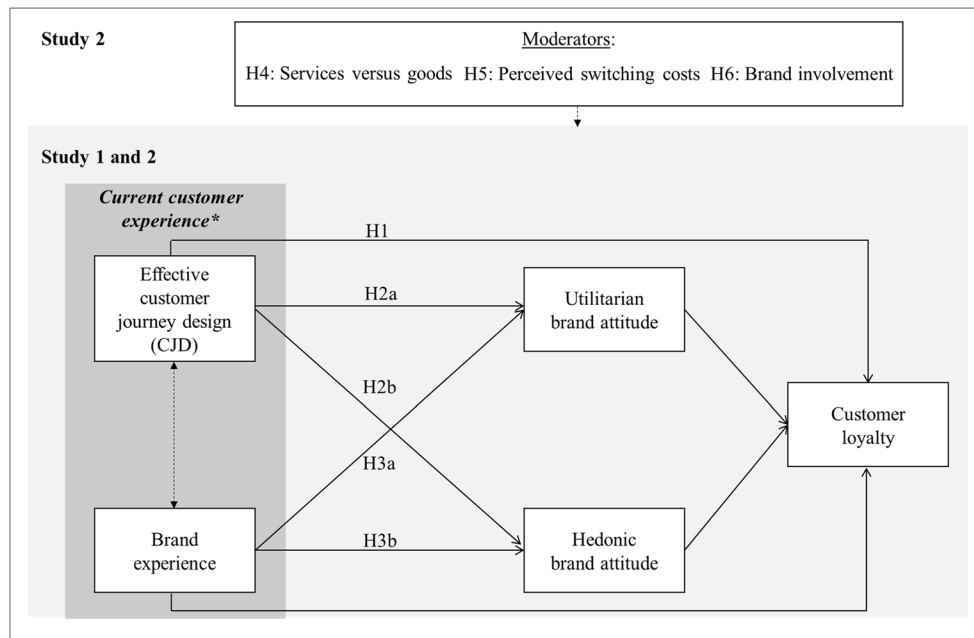 Study 2
Moderators:
H4: Services versus goods H5: Perceived switching costs H6: Brand involvement
Study 1 and 2
Current customer
experience*
H1
Effective
customer
journey design
(CJD)
H2a
Utilitarian
brand attitude
H2b
Customer
loyalty
H3a
Brand
experience
H3b
Hedonic
brand attitude